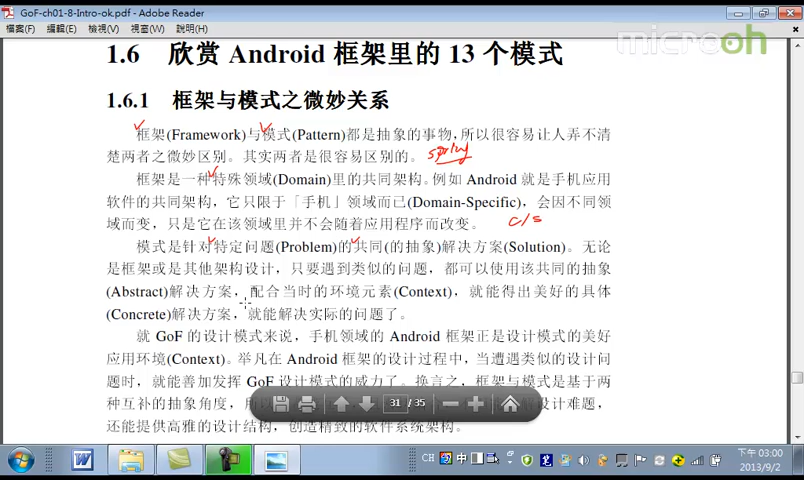 GoF-ch01-8-Intro-ok.pdf - Adobe Reader
檔案(F) 編輯(E) 檢視(V) 視窗(W) 說明(H)
microoh
1.6 欣赏 Android 框架里的 13 个模式
1.6.1 框架与模式之微妙关系
框架(Framework)与模式(Pattern)都是抽象的事物,所以很容易让人弄不清
楚两者之微妙区别。其实两者是很容易区别的。 spring
框架是一种特殊领域(Domain)里的共同架构。例如 Android 就是手机应用
软件的共同架构,它只限于「手机」领域而已(Domain-Specific),会因不同领
域而变,只是它在该领域里并不会随着应用程序而改变。 c/s
模式是针对特定问题(Problem)的共同(的抽象)解决方案(Solution)。无论
是框架或是其他架构设计,只要遇到类似的问题,都可以使用该共同的抽象
(Abstract)解决方案,配合当时的环境元素(Context),就能得出美好的具体
(Concrete)解决方案,就能解决实际的问题了。
就 GoF 的设计模式来说,手机领域的 Android 框架正是设计模式的美好
应用环境(Context)。举凡在 Android 框架的设计过程中,当遭遇类似的设计问
题时,就能善加发挥 GoF 设计模式的威力了。换言之,框架与模式是基于两
种互补的抽象角度,所以 设计难题,
31 / 35
还能提供高雅的设计结构,创造精致的软件系统架构。
CH 中 下午 03:00
2013/9/2